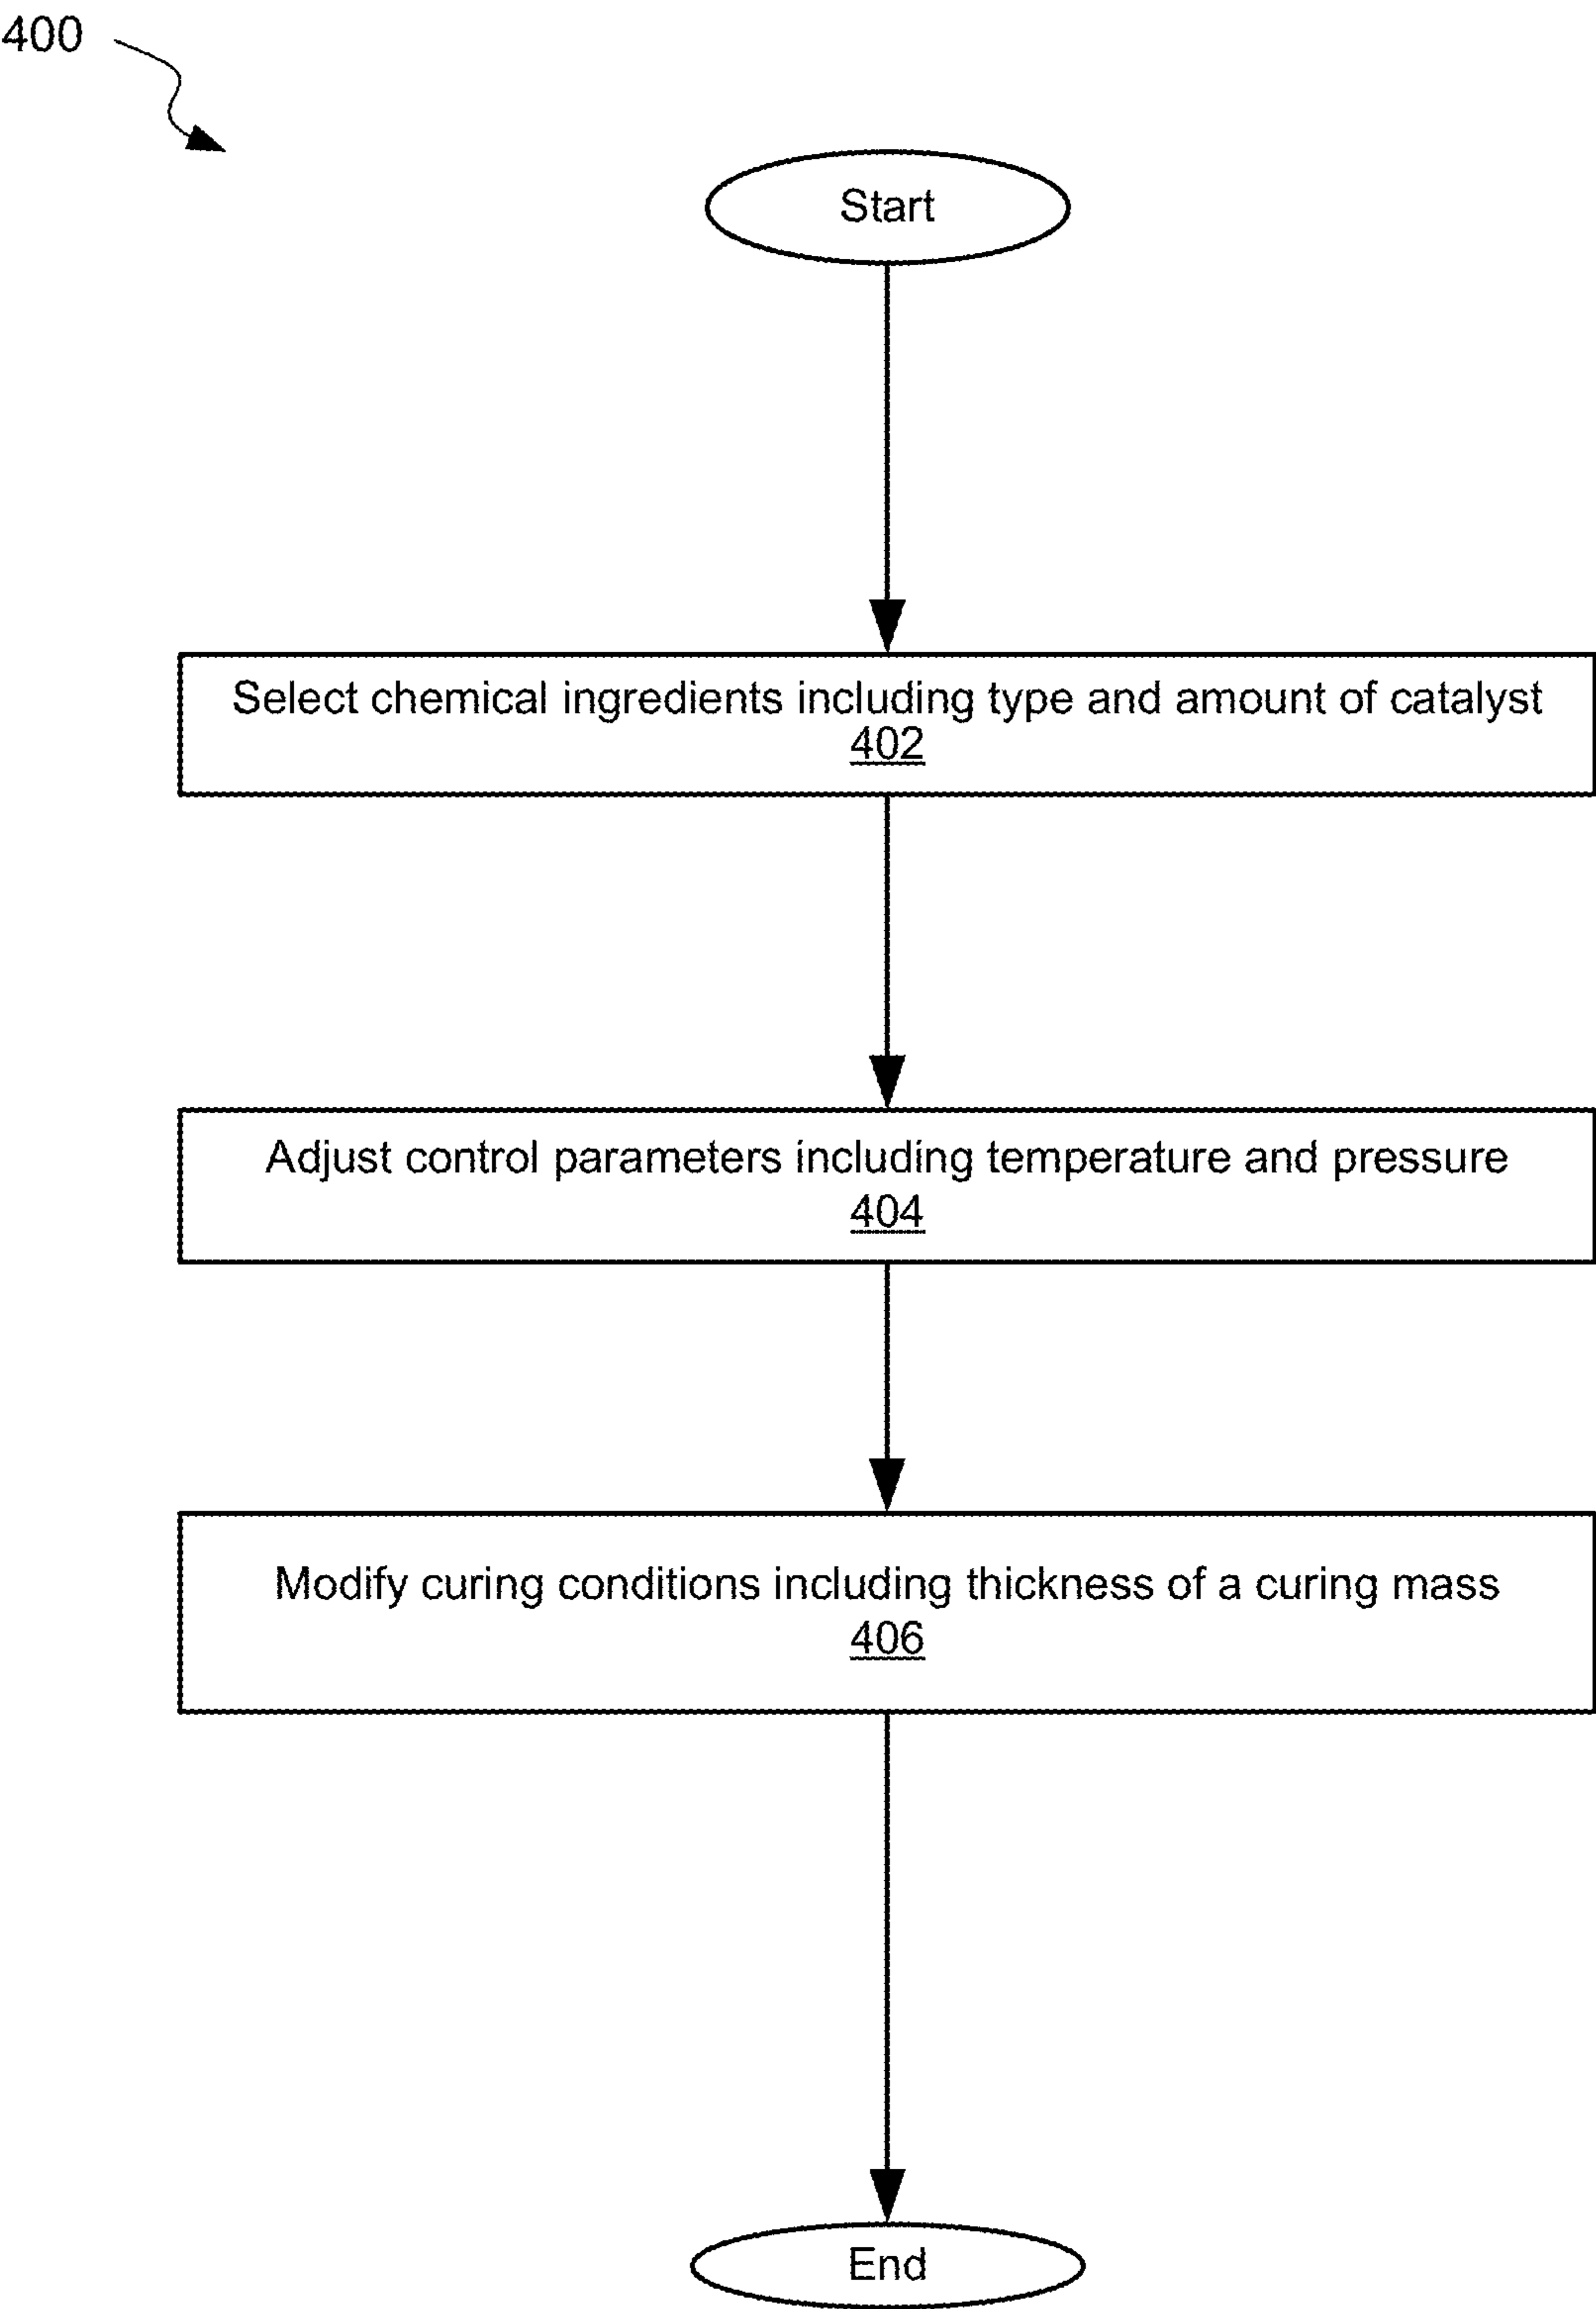 400
Start
Select chemical ingredients including type and amount of catalyst
402
Adjust control parameters including temperature and pressure
404
Modify curing conditions including thickness of a curing mass
406
End